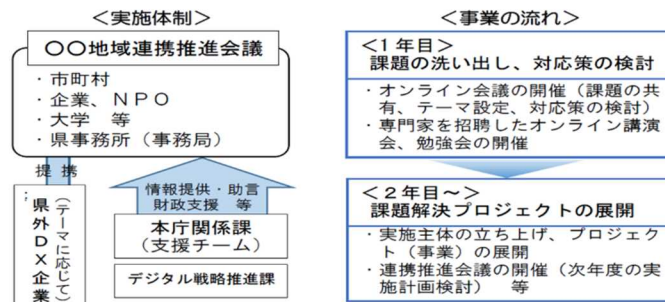 ＜実施体制＞
〇〇地域連携推進会議
・市町村
・企業、ＮＰＯ
・大学　等
・県事務所（事務局）
提 携
県外ＤＸ企業
（テーマに応じて）
情報提供・助言
財政支援　等
本庁関係課
（支援チーム）
デジタル戦略推進課
＜事業の流れ＞
＜１年目＞
課題の洗い出し、対応策の検討
・オンライン会議の開催（課題の共
有、テーマ設定、対応策の検討）
・専門家を招聘したオンライン講演
会、勉強会の開催
＜２年目～＞
課題解決プロジェクトの展開
・実施主体の立ち上げ、プロジェク
ト（事業）の展開
・連携推進会議の開催（次年度の実
施計画検討）　等